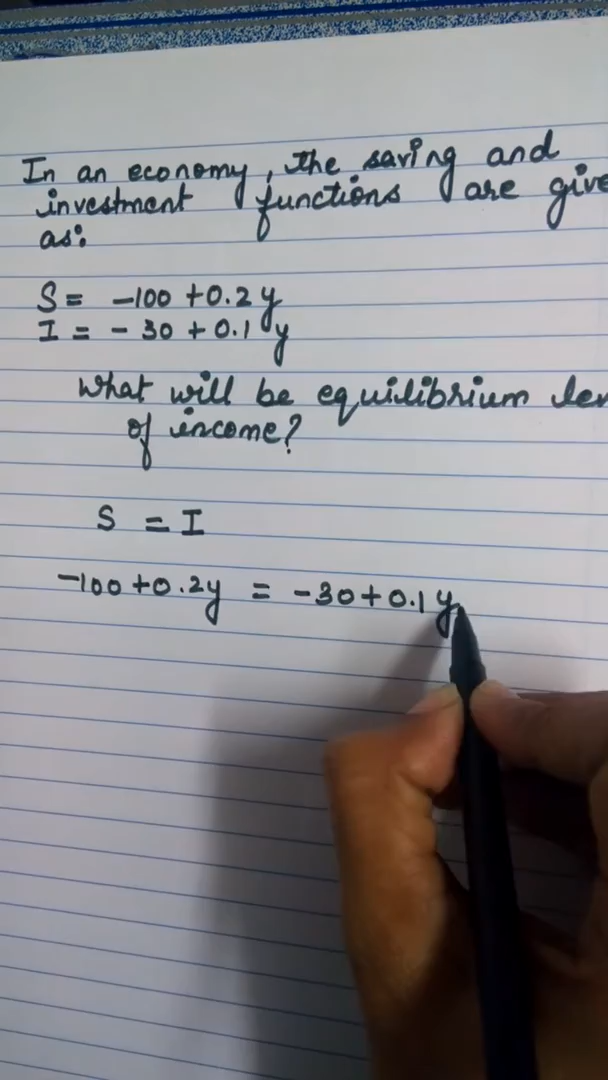 In an economy, the saving and
investment functions are give
as:
S = -100 + 0.2y
I = - 30 + 0.1y
What will be equilibrium lev
of income?
S = I
-100 + 0.2y = -30 + 0.1y